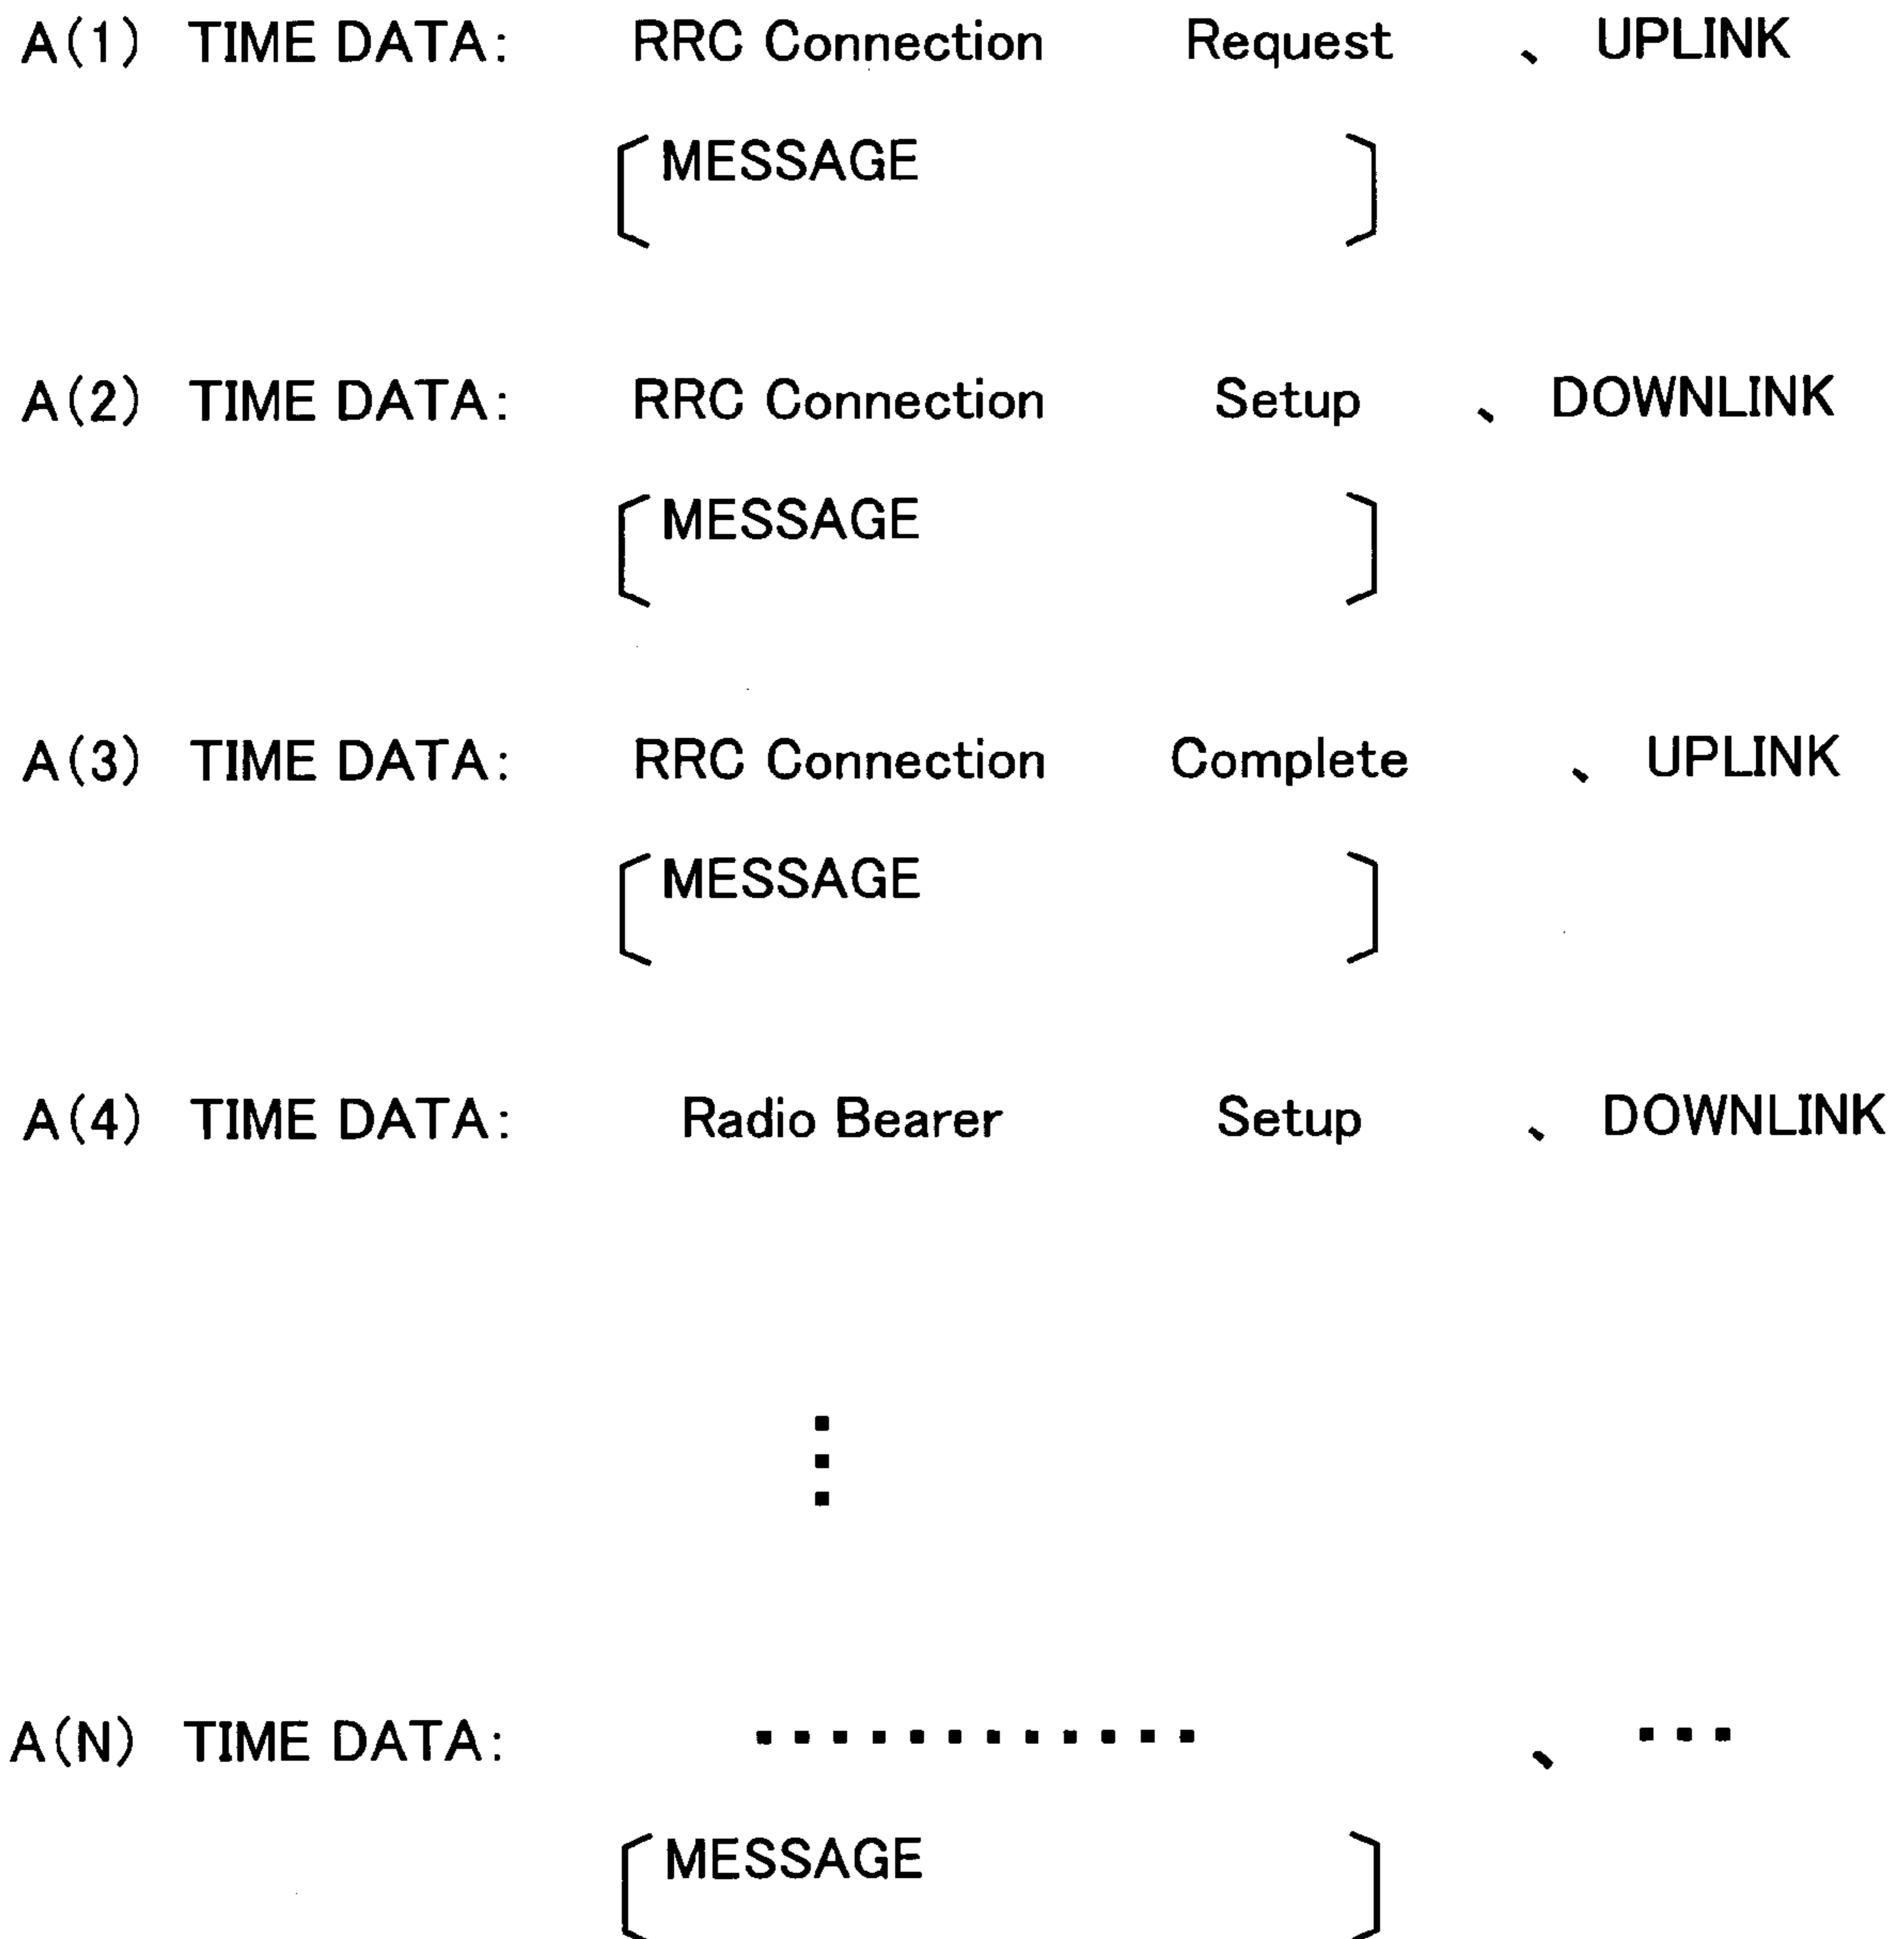 A(1) TIME DATA: RRC Connection Request 、 UPLINK
〔MESSAGE 〕
A(2) TIME DATA: RRC Connection Setup 、 DOWNLINK
〔MESSAGE 〕
A(3) TIME DATA: RRC Connection Complete 、 UPLINK
〔MESSAGE 〕
A(4) TIME DATA: Radio Bearer Setup 、 DOWNLINK
⋮
A(N) TIME DATA: ············ 、 ···
〔MESSAGE 〕